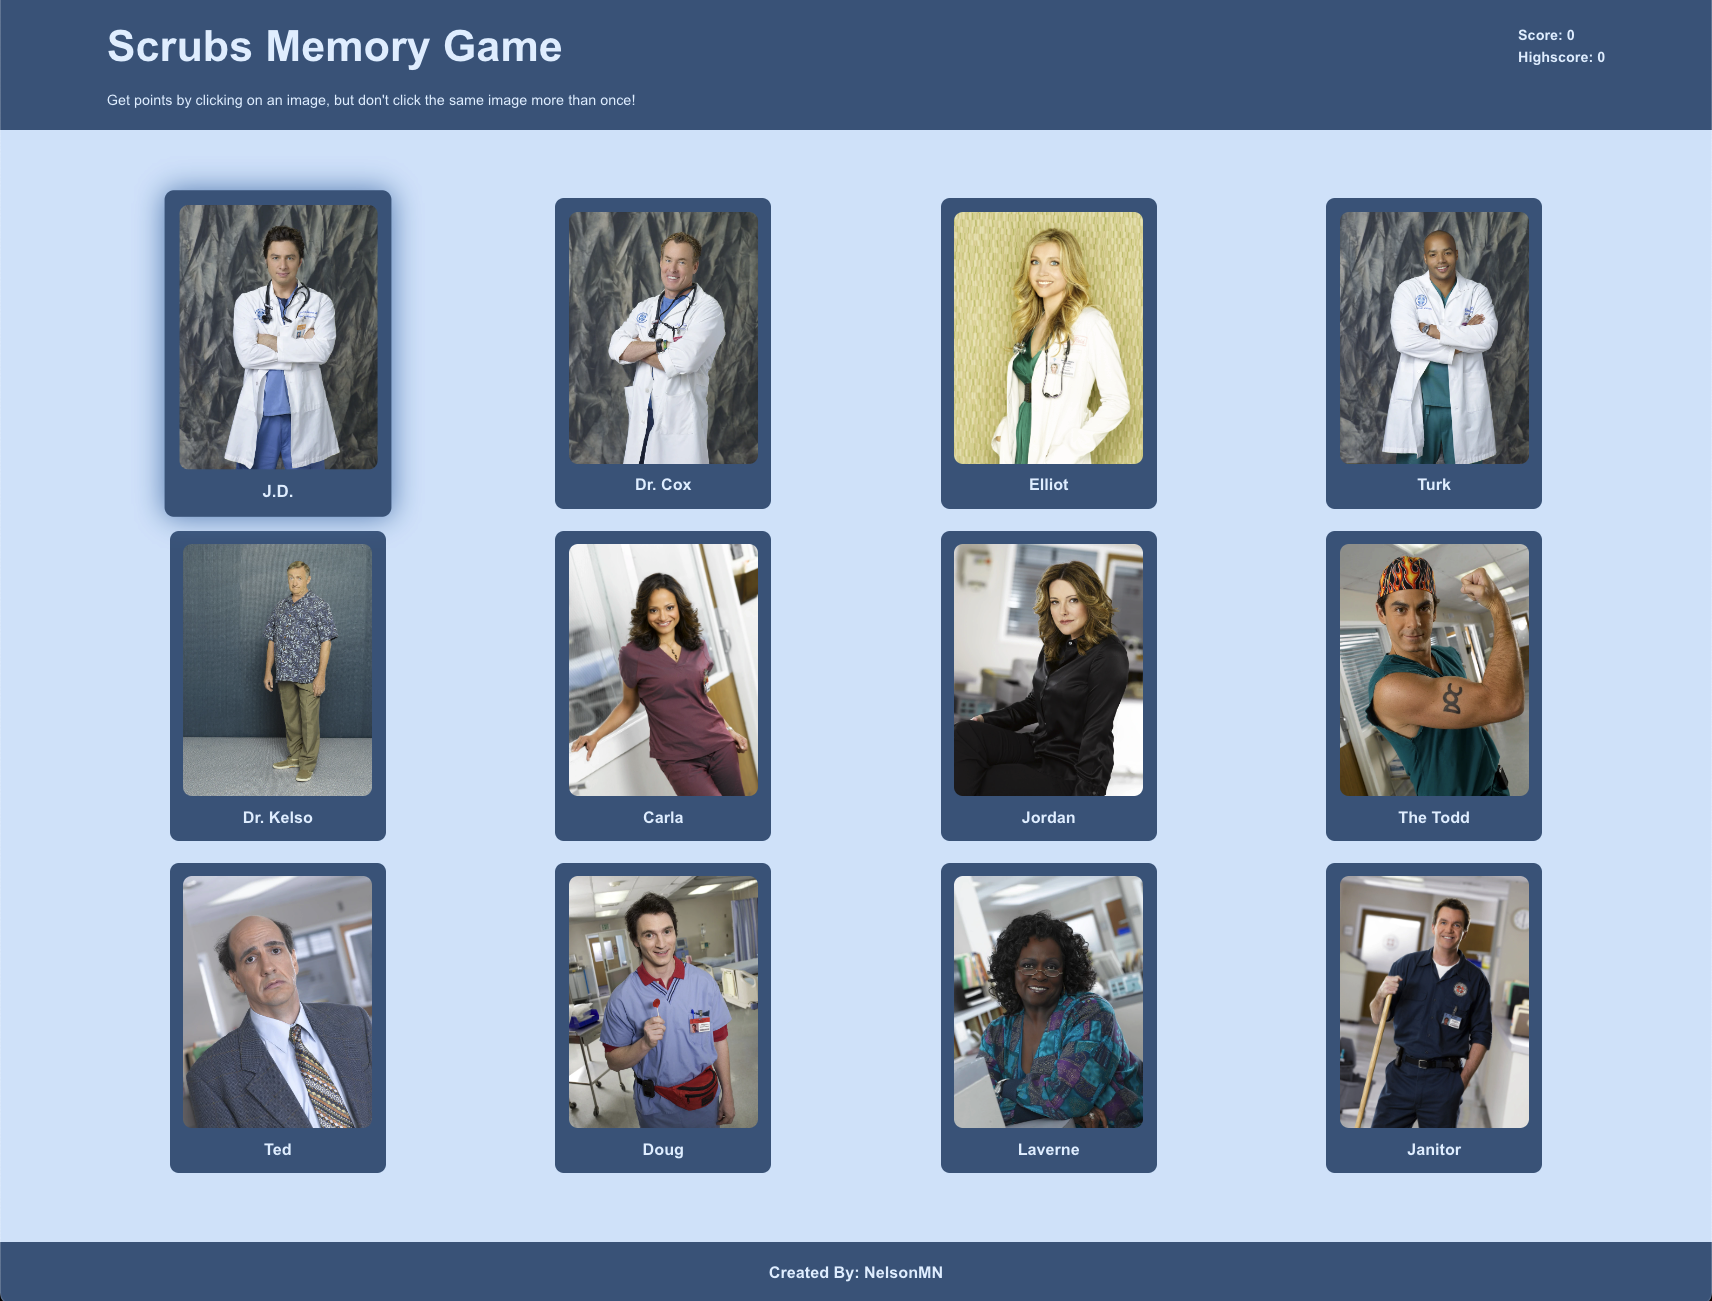 Scrubs Memory Game
Score: 0
Highscore: 0
Get points by clicking on an image, but don't click the same image more than once!
J.D.
Dr. Cox
Elliot
Turk
Dr. Kelso
Carla
Jordan
The Todd
Ted
Doug
Laverne
Janitor
Created By: NelsonMN